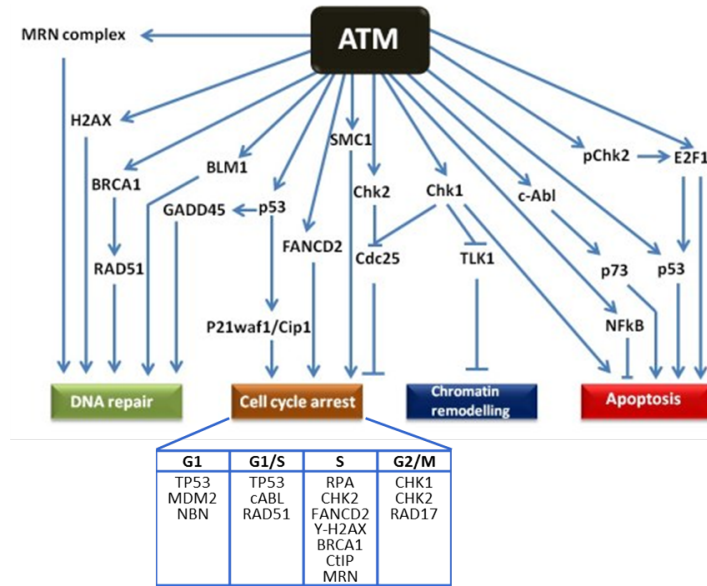 ATM
MRN complex
H2AX
SMC1
pChk2
E2F1
BLM1
BRCA1
Chk2
Chk1
c-Abl
GADD45
p53
FANCD2
Cdc25
TLK1
RAD51
p73
p53
P21waf1/Cip1
NFkB
DNA repair
Cell cycle arrest
Chromatin
remodelling
Apoptosis
G1
G1/S
S
G2/M
TP53
MDM2
NBN
TP53
cABL
RAD51
RPA
CHK2
FANCD2
Y-H2AX
BRCA1
CtIP
MRN
CHK1
CHK2
RAD17